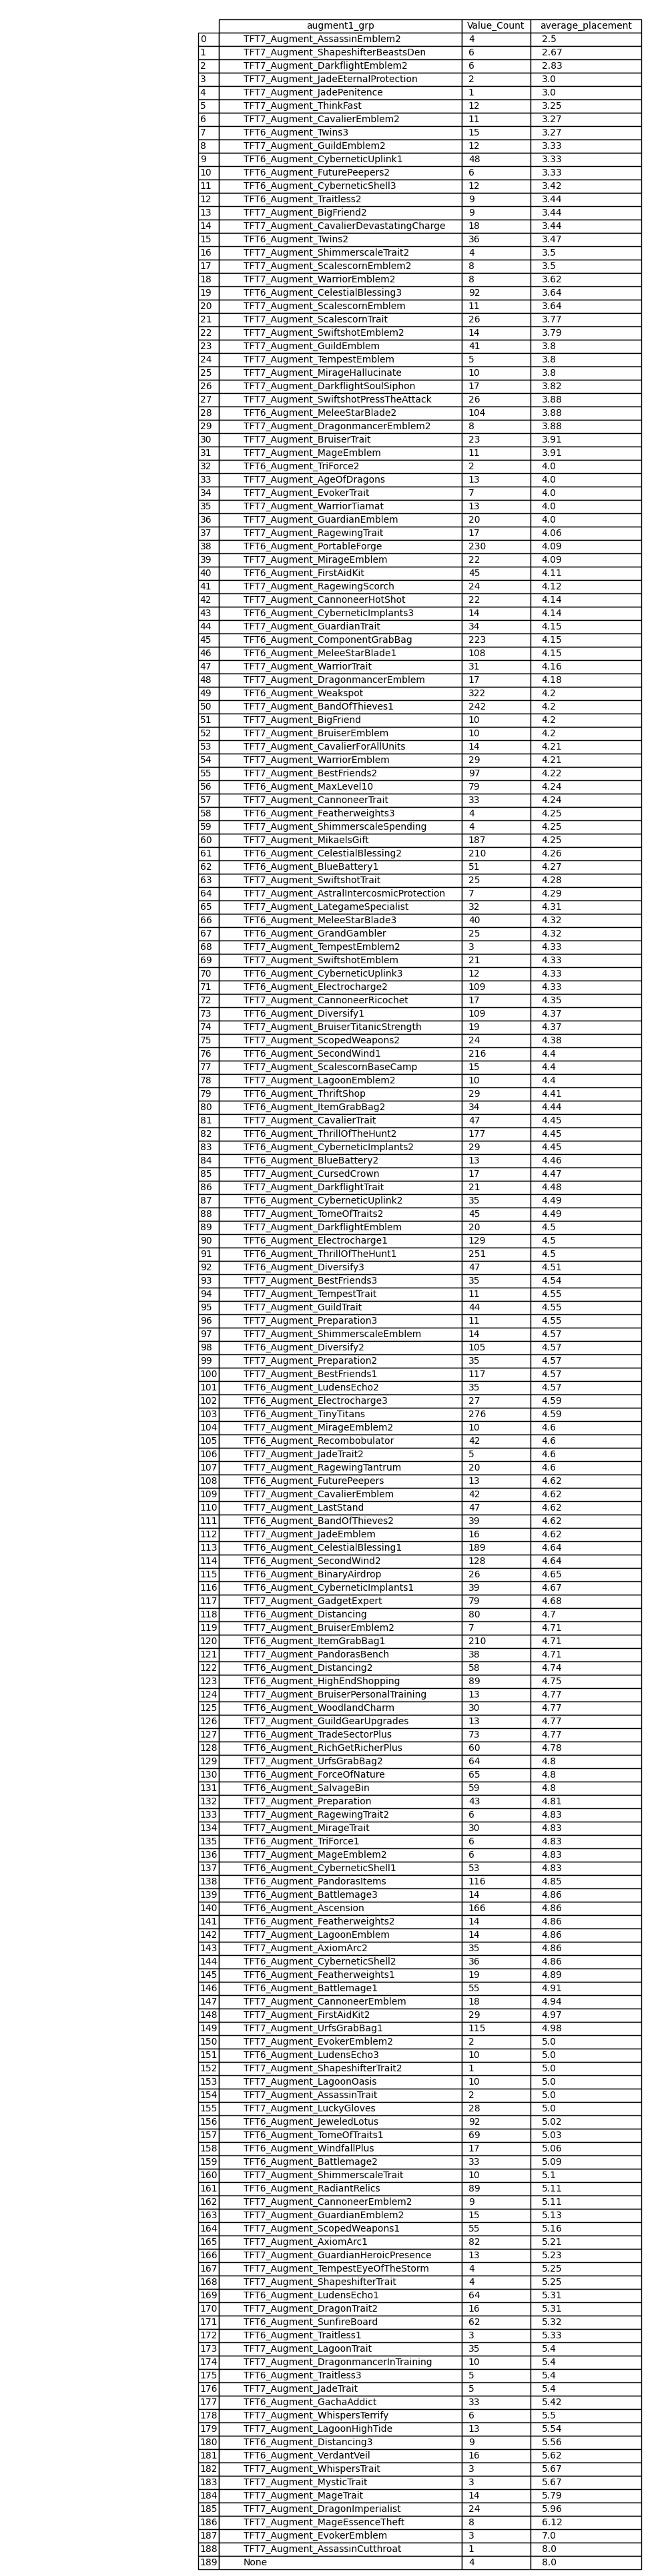 augment1_grp Value_Count average_placement
0 TFT7_Augment_AssassinEmblem2 4 2.5
1 TFT7_Augment_ShapeshifterBeastsDen 6 2.67
2 TFT7_Augment_DarkflightEmblem2 6 2.83
3 TFT7_Augment_JadeEternalProtection 2 3.0
4 TFT7_Augment_JadePenitence 1 3.0
5 TFT7_Augment_ThinkFast 12 3.25
6 TFT7_Augment_CavalierEmblem2 11 3.27
7 TFT6_Augment_Twins3 15 3.27
8 TFT7_Augment_GuildEmblem2 12 3.33
9 TFT6_Augment_CyberneticUplink1 48 3.33
10 TFT6_Augment_FuturePeepers2 6 3.33
11 TFT6_Augment_CyberneticShell3 12 3.42
12 TFT6_Augment_Traitless2 9 3.44
13 TFT7_Augment_BigFriend2 9 3.44
14 TFT7_Augment_CavalierDevastatingCharge 18 3.44
15 TFT6_Augment_Twins2 36 3.47
16 TFT7_Augment_ShimmerscaleTrait2 4 3.5
17 TFT7_Augment_ScalescornEmblem2 8 3.5
18 TFT7_Augment_WarriorEmblem2 8 3.62
19 TFT6_Augment_CelestialBlessing3 92 3.64
20 TFT7_Augment_ScalescornEmblem 11 3.64
21 TFT7_Augment_ScalescornTrait 26 3.77
22 TFT7_Augment_SwiftshotEmblem2 14 3.79
23 TFT7_Augment_GuildEmblem 41 3.8
24 TFT7_Augment_TempestEmblem 5 3.8
25 TFT7_Augment_MirageHallucinate 10 3.8
26 TFT7_Augment_DarkflightSoulSiphon 17 3.82
27 TFT7_Augment_SwiftshotPressTheAttack 26 3.88
28 TFT6_Augment_MeleeStarBlade2 104 3.88
29 TFT7_Augment_DragonmancerEmblem2 8 3.88
30 TFT7_Augment_BruiserTrait 23 3.91
31 TFT7_Augment_MageEmblem 11 3.91
32 TFT6_Augment_TriForce2 2 4.0
33 TFT7_Augment_AgeOfDragons 13 4.0
34 TFT7_Augment_EvokerTrait 7 4.0
35 TFT7_Augment_WarriorTiamat 13 4.0
36 TFT7_Augment_GuardianEmblem 20 4.0
37 TFT7_Augment_RagewingTrait 17 4.06
38 TFT6_Augment_PortableForge 230 4.09
39 TFT7_Augment_MirageEmblem 22 4.09
40 TFT6_Augment_FirstAidKit 45 4.11
41 TFT7_Augment_RagewingScorch 24 4.12
42 TFT7_Augment_CannoneerHotShot 22 4.14
43 TFT6_Augment_CyberneticImplants3 14 4.14
44 TFT7_Augment_GuardianTrait 34 4.15
45 TFT6_Augment_ComponentGrabBag 223 4.15
46 TFT6_Augment_MeleeStarBlade1 108 4.15
47 TFT7_Augment_WarriorTrait 31 4.16
48 TFT7_Augment_DragonmancerEmblem 17 4.18
49 TFT6_Augment_Weakspot 322 4.2
50 TFT7_Augment_BandOfThieves1 242 4.2
51 TFT7_Augment_BigFriend 10 4.2
52 TFT7_Augment_BruiserEmblem 10 4.2
53 TFT7_Augment_CavalierForAllUnits 14 4.21
54 TFT7_Augment_WarriorEmblem 29 4.21
55 TFT7_Augment_BestFriends2 97 4.22
56 TFT6_Augment_MaxLevel10 79 4.24
57 TFT7_Augment_CannoneerTrait 33 4.24
58 TFT6_Augment_Featherweights3 4 4.25
59 TFT7_Augment_ShimmerscaleSpending 4 4.25
60 TFT7_Augment_MikaelsGift 187 4.25
61 TFT6_Augment_CelestialBlessing2 210 4.26
62 TFT6_Augment_BlueBattery1 51 4.27
63 TFT7_Augment_SwiftshotTrait 25 4.28
64 TFT7_Augment_AstralIntercosmicProtection 7 4.29
65 TFT7_Augment_LategameSpecialist 32 4.31
66 TFT6_Augment_MeleeStarBlade3 40 4.32
67 TFT6_Augment_GrandGambler 25 4.32
68 TFT7_Augment_TempestEmblem2 3 4.33
69 TFT7_Augment_SwiftshotEmblem 21 4.33
70 TFT6_Augment_CyberneticUplink3 12 4.33
71 TFT6_Augment_Electrocharge2 109 4.33
72 TFT7_Augment_CannoneerRicochet 17 4.35
73 TFT6_Augment_Diversify1 109 4.37
74 TFT7_Augment_BruiserTitanicStrength 19 4.37
75 TFT7_Augment_ScopedWeapons2 24 4.38
76 TFT6_Augment_SecondWind1 216 4.4
77 TFT7_Augment_ScalescornBaseCamp 15 4.4
78 TFT7_Augment_LagoonEmblem2 10 4.4
79 TFT6_Augment_ThriftShop 29 4.41
80 TFT6_Augment_ItemGrabBag2 34 4.44
81 TFT7_Augment_CavalierTrait 47 4.45
82 TFT6_Augment_ThrillOfTheHunt2 177 4.45
83 TFT6_Augment_CyberneticImplants2 29 4.45
84 TFT6_Augment_BlueBattery2 13 4.46
85 TFT7_Augment_CursedCrown 17 4.47
86 TFT7_Augment_DarkflightTrait 21 4.48
87 TFT6_Augment_CyberneticUplink2 35 4.49
88 TFT7_Augment_TomeOfTraits2 45 4.49
89 TFT7_Augment_DarkflightEmblem 20 4.5
90 TFT6_Augment_Electrocharge1 129 4.5
91 TFT6_Augment_ThrillOfTheHunt1 251 4.5
92 TFT6_Augment_Diversify3 47 4.51
93 TFT7_Augment_BestFriends3 35 4.54
94 TFT7_Augment_TempestTrait 11 4.55
95 TFT7_Augment_GuildTrait 44 4.55
96 TFT7_Augment_Preparation3 11 4.55
97 TFT7_Augment_ShimmerscaleEmblem 14 4.57
98 TFT6_Augment_Diversify2 105 4.57
99 TFT7_Augment_Preparation2 35 4.57
100 TFT7_Augment_BestFriends1 117 4.57
101 TFT6_Augment_LudensEcho2 35 4.57
102 TFT6_Augment_Electrocharge3 27 4.59
103 TFT6_Augment_TinyTitans 276 4.59
104 TFT7_Augment_MirageEmblem2 10 4.6
105 TFT6_Augment_Recombobulator 42 4.6
106 TFT7_Augment_JadeTrait2 5 4.6
107 TFT7_Augment_RagewingTantrum 20 4.6
108 TFT6_Augment_FuturePeepers 13 4.62
109 TFT7_Augment_CavalierEmblem 42 4.62
110 TFT7_Augment_LastStand 47 4.62
111 TFT6_Augment_BandOfThieves2 39 4.62
112 TFT7_Augment_JadeEmblem 16 4.62
113 TFT6_Augment_CelestialBlessing1 189 4.64
114 TFT6_Augment_SecondWind2 128 4.64
115 TFT6_Augment_BinaryAirdrop 26 4.65
116 TFT6_Augment_CyberneticImplants1 39 4.67
117 TFT7_Augment_GadgetExpert 79 4.68
118 TFT6_Augment_Distancing 80 4.7
119 TFT7_Augment_BruiserEmblem2 7 4.71
120 TFT6_Augment_ItemGrabBag1 210 4.71
121 TFT7_Augment_PandorasBench 38 4.71
122 TFT6_Augment_Distancing2 58 4.74
123 TFT6_Augment_HighEndShopping 89 4.75
124 TFT7_Augment_BruiserPersonalTraining 13 4.77
125 TFT6_Augment_WoodlandCharm 30 4.77
126 TFT7_Augment_GuildGearUpgrades 13 4.77
127 TFT6_Augment_TradeSectorPlus 73 4.77
128 TFT6_Augment_RichGetRicherPlus 60 4.78
129 TFT7_Augment_UrfsGrabBag2 64 4.8
130 TFT6_Augment_ForceOfNature 65 4.8
131 TFT6_Augment_SalvageBin 59 4.8
132 TFT7_Augment_Preparation 43 4.81
133 TFT7_Augment_RagewingTrait2 6 4.83
134 TFT7_Augment_MirageTrait 30 4.83
135 TFT6_Augment_TriForce1 6 4.83
136 TFT7_Augment_MageEmblem2 6 4.83
137 TFT6_Augment_CyberneticShell1 53 4.83
138 TFT6_Augment_PandorasItems 116 4.85
139 TFT6_Augment_Battlemage3 14 4.86
140 TFT6_Augment_Ascension 166 4.86
141 TFT6_Augment_Featherweights2 14 4.86
142 TFT7_Augment_LagoonEmblem 14 4.86
143 TFT7_Augment_AxiomArc2 35 4.86
144 TFT6_Augment_CyberneticShell2 36 4.86
145 TFT6_Augment_Featherweights1 19 4.89
146 TFT6_Augment_Battlemage1 55 4.91
147 TFT7_Augment_CannoneerEmblem 18 4.94
148 TFT7_Augment_FirstAidKit2 29 4.97
149 TFT7_Augment_UrfsGrabBag1 115 4.98
150 TFT7_Augment_EvokerEmblem2 2 5.0
151 TFT6_Augment_LudensEcho3 10 5.0
152 TFT7_Augment_ShapeshifterTrait2 1 5.0
153 TFT7_Augment_LagoonOasis 10 5.0
154 TFT7_Augment_AssassinTrait 2 5.0
155 TFT7_Augment_LuckyGloves 28 5.0
156 TFT6_Augment_JeweledLotus 92 5.02
157 TFT6_Augment_TomeOfTraits1 69 5.03
158 TFT6_Augment_WindfallPlus 17 5.06
159 TFT6_Augment_Battlemage2 33 5.09
160 TFT7_Augment_ShimmerscaleTrait 10 5.1
161 TFT6_Augment_RadiantRelics 89 5.11
162 TFT7_Augment_CannoneerEmblem2 9 5.11
163 TFT7_Augment_GuardianEmblem2 15 5.13
164 TFT7_Augment_ScopedWeapons1 55 5.16
165 TFT7_Augment_AxiomArc1 82 5.21
166 TFT7_Augment_GuardianHeroicPresence 13 5.23
167 TFT7_Augment_TempestEyeOfTheStorm 4 5.25
168 TFT7_Augment_ShapeshifterTrait 4 5.25
169 TFT6_Augment_LudensEcho1 64 5.31
170 TFT7_Augment_DragonTrait2 16 5.31
171 TFT6_Augment_SunfireBoard 62 5.32
172 TFT6_Augment_Traitless1 3 5.33
173 TFT7_Augment_LagoonTrait 35 5.4
174 TFT7_Augment_DragonmancerInTraining 10 5.4
175 TFT6_Augment_Traitless3 5 5.4
176 TFT7_Augment_JadeTrait 5 5.4
177 TFT6_Augment_GachaAddict 33 5.42
178 TFT7_Augment_WhispersTerrify 6 5.5
179 TFT7_Augment_LagoonHighTide 13 5.54
180 TFT6_Augment_Distancing3 9 5.56
181 TFT6_Augment_VerdantVeil 16 5.62
182 TFT7_Augment_WhispersTrait 3 5.67
183 TFT7_Augment_MysticTrait 3 5.67
184 TFT7_Augment_MageTrait 14 5.79
185 TFT7_Augment_DragonImperialist 24 5.96
186 TFT7_Augment_MageEssenceTheft 8 6.12
187 TFT7_Augment_EvokerEmblem 3 7.0
188 TFT7_Augment_AssassinCutthroat 1 8.0
189 None 4 8.0